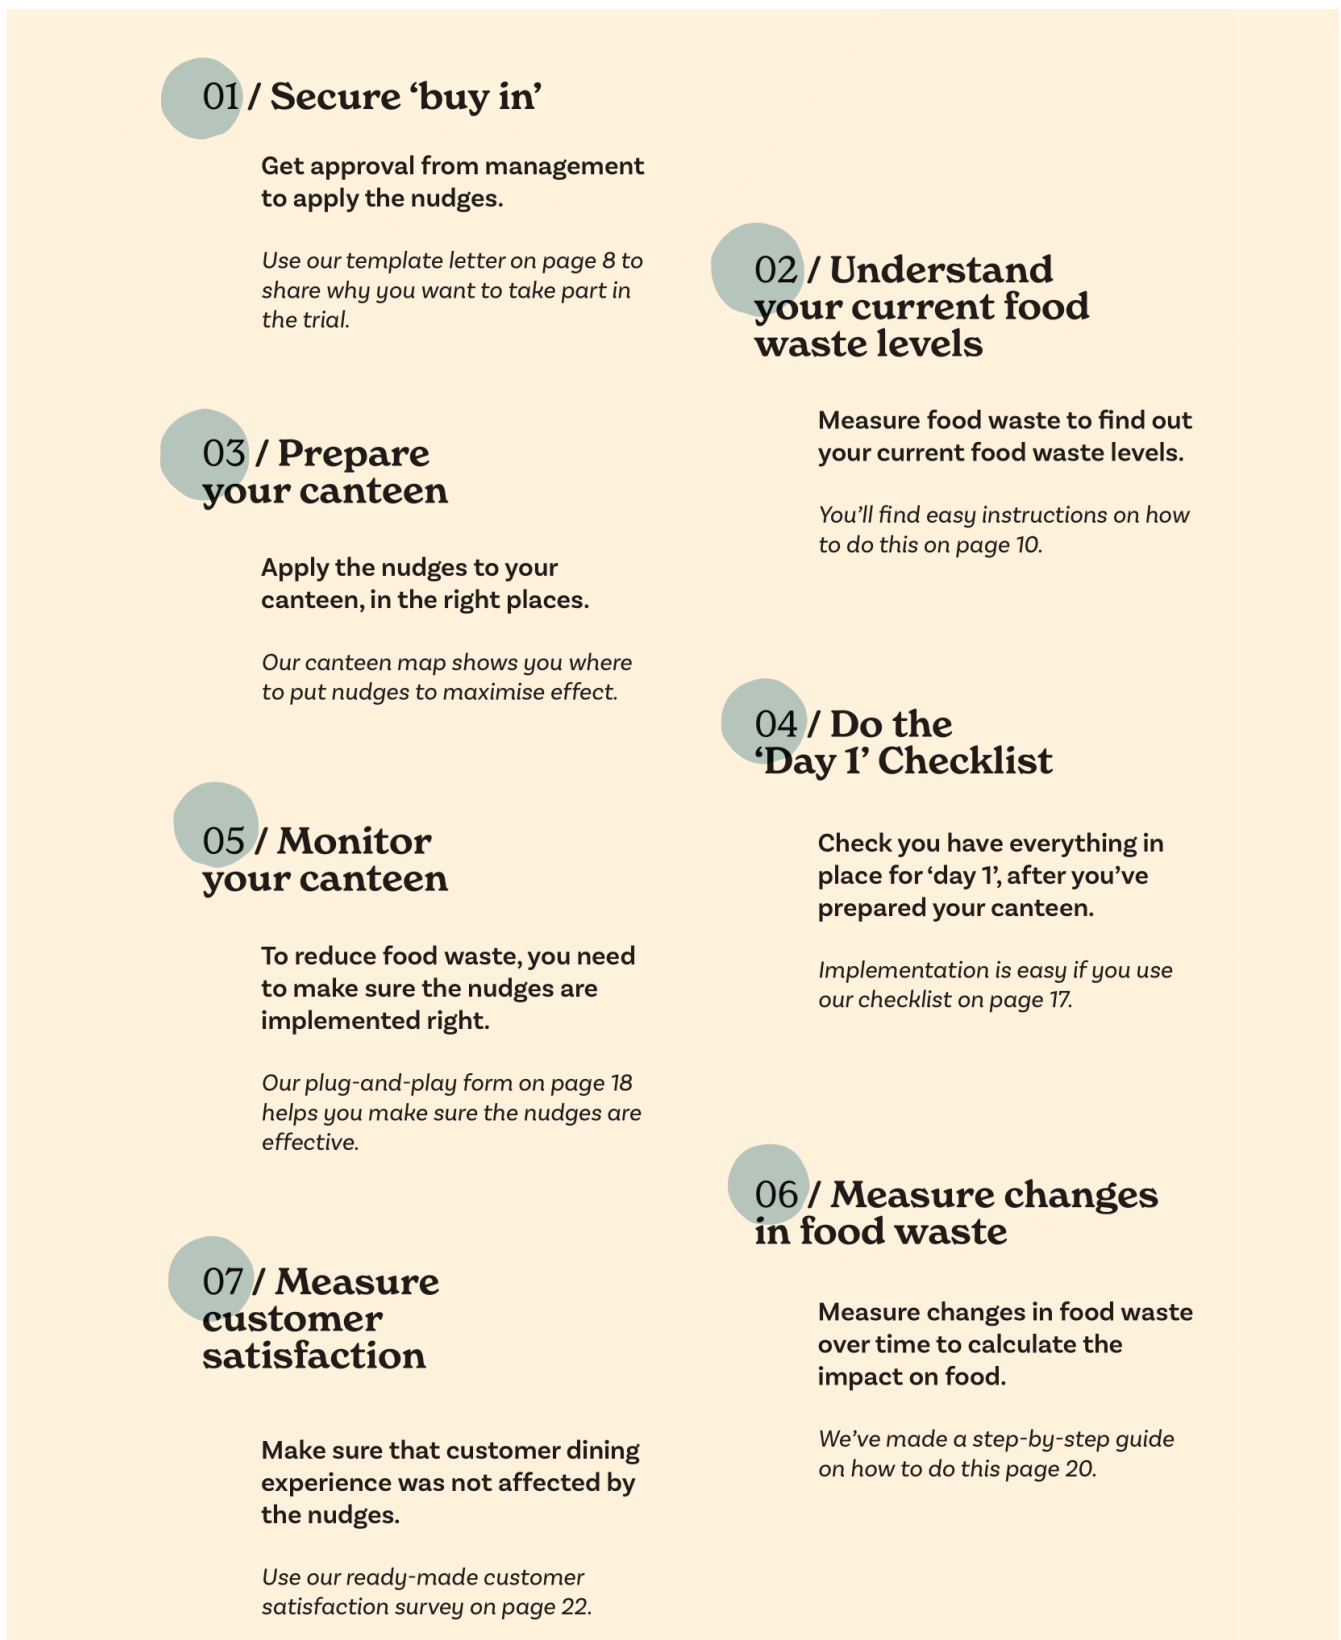 01 / Secure ‘buy in’
Get approval from management
to apply the nudges.
Use our template letter on page 8 to
share why you want to take part in
the trial.
02 / Understand
your current food
waste levels
Measure food waste to find out
your current food waste levels.
You’ll find easy instructions on how
to do this on page 10.
03 / Prepare
your canteen
Apply the nudges to your
canteen, in the right places.
Our canteen map shows you where
to put nudges to maximise effect.
04 / Do the
‘Day 1’ Checklist
Check you have everything in
place for ‘day 1’, after you’ve
prepared your canteen.
Implementation is easy if you use
our checklist on page 17.
05 / Monitor
your canteen
To reduce food waste, you need
to make sure the nudges are
implemented right.
Our plug-and-play form on page 18
helps you make sure the nudges are
effective.
06 / Measure changes
in food waste
Measure changes in food waste
over time to calculate the
impact on food.
We’ve made a step-by-step guide
on how to do this page 20.
07 / Measure
customer
satisfaction
Make sure that customer dining
experience was not affected by
the nudges.
Use our ready-made customer
satisfaction survey on page 22.